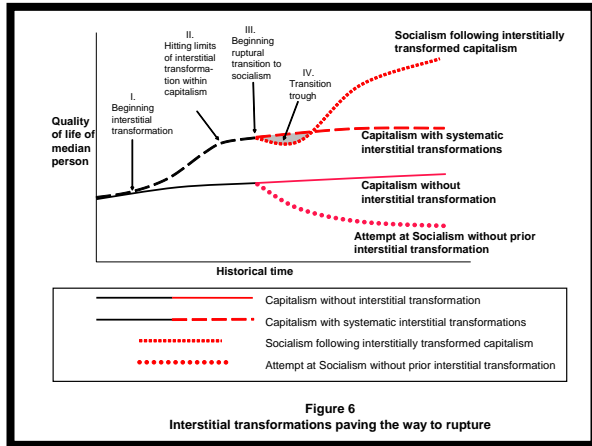 Socialism following interstitially
transformed capitalism
III.
Beginning
ruptural
transition to
socialism
II.
Hitting limits
of interstitial
transforma-
tion within
capitalism
IV.
Transition
trough
I.
Beginning
interstitial
transformation
Quality
of life of
median
person
Capitalism with systematic
interstitial transformations
Capitalism without
interstitial transformation
Attempt at Socialism without prior
interstitial transformation
Historical time
Capitalism without interstitial transformation
Capitalism with systematic interstitial transformations
Socialism following interstitially transformed capitalism
Attempt at Socialism without prior interstitial transformation
Figure 6
Interstitial transformations paving the way to rupture